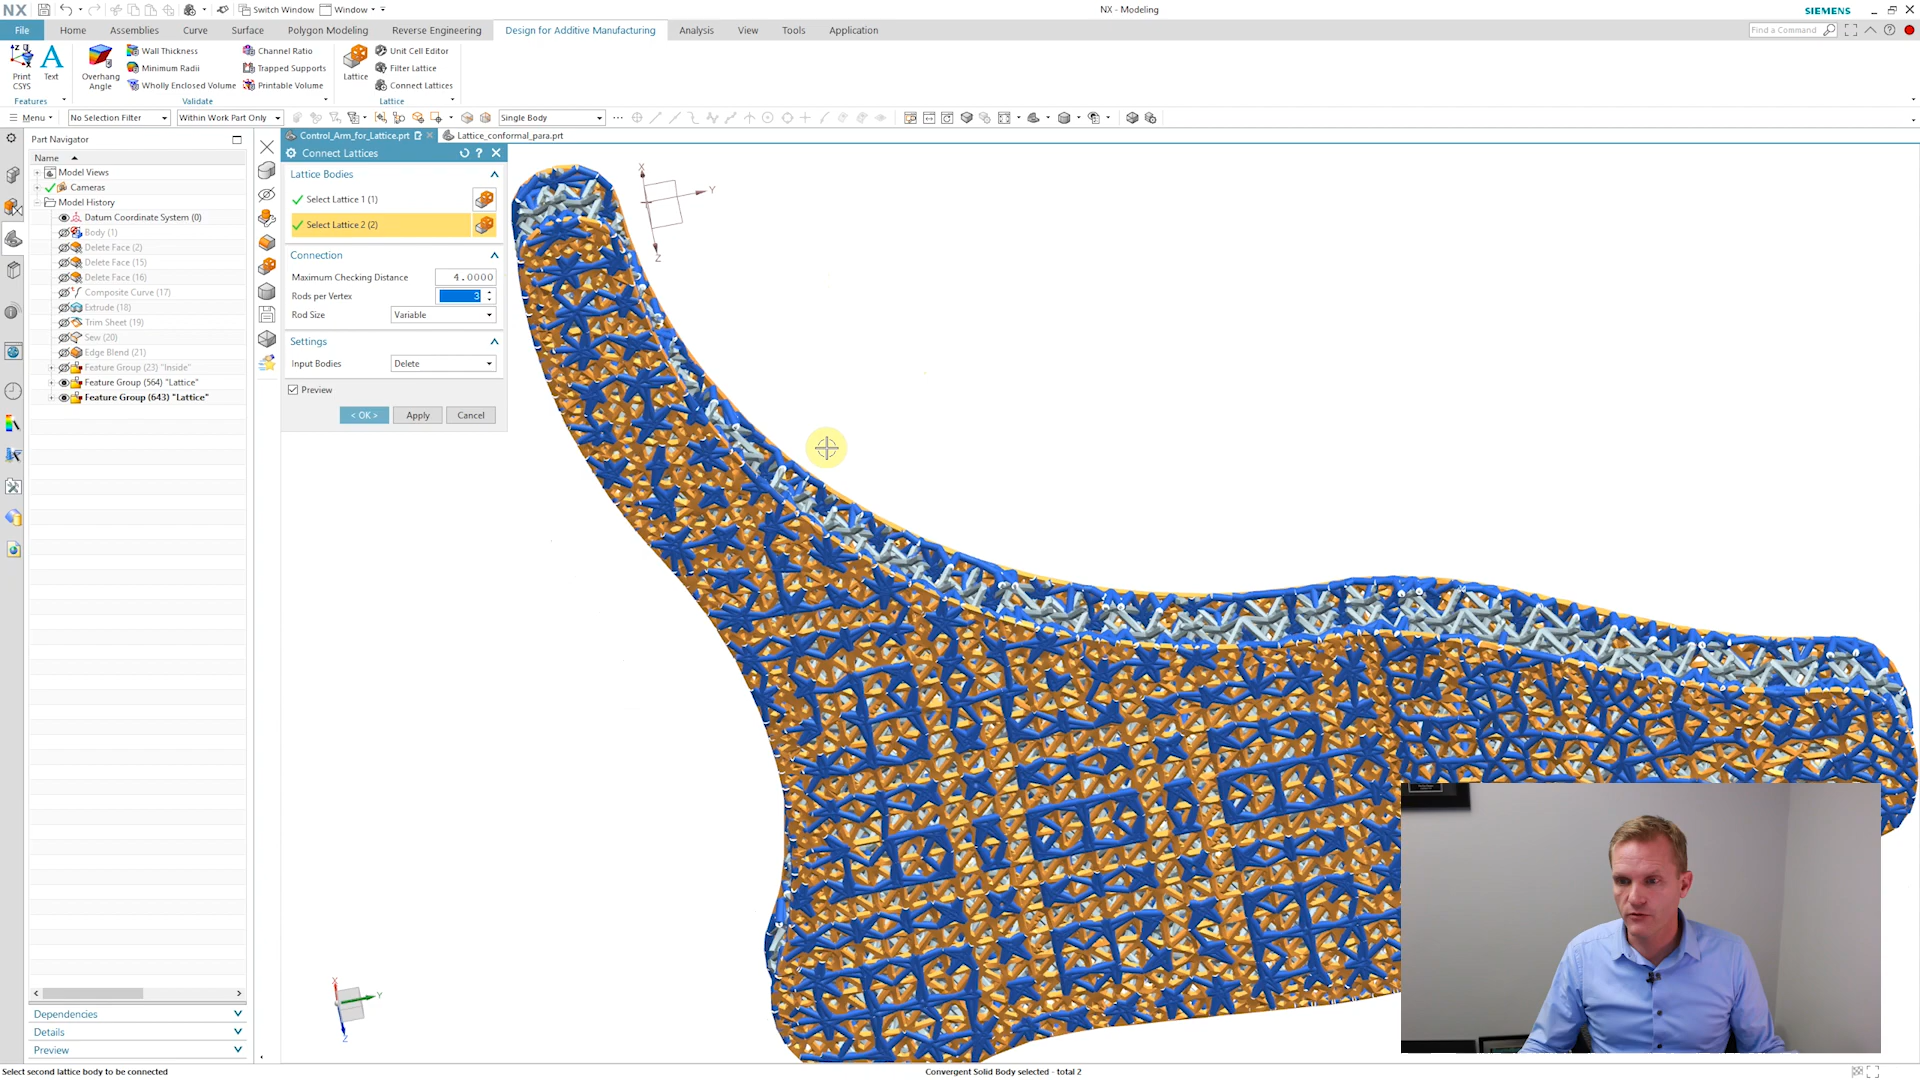 NX
Switch Window
Window
NX - Modeling
SIEMENS
File
Home
Assemblies
Curve
Surface
Polygon Modeling
Reverse Engineering
Design for Additive Manufacturing
Analysis
View
Tools
Application
Find a Command
Print CSYS
Text
Overhang Angle
Wall Thickness
Minimum Radii
Wholly Enclosed Volume
Channel Ratio
Trapped Supports
Printable Volume
Lattice
Unit Cell Editor
Filter Lattice
Connect Lattices
Features
Validate
Lattice
Menu
No Selection Filter
Within Work Part Only
Single Body
Part Navigator
Control_Arm_for_Lattice.prt
Lattice_conformal_para.prt
Name
Model Views
Cameras
Model History
Datum Coordinate System (0)
Body (1)
Delete Face (2)
Delete Face (15)
Delete Face (16)
Composite Curve (17)
Extrude (18)
Trim Sheet (19)
Sew (20)
Edge Blend (21)
Feature Group (23) "Inside"
Feature Group (564) "Lattice"
Feature Group (643) "Lattice"
Connect Lattices
Lattice Bodies
Select Lattice 1 (1)
Select Lattice 2 (2)
Connection
Maximum Checking Distance 4.0000
Rods per Vertex 3
Rod Size Variable
Settings
Input Bodies Delete
Preview
< OK >
Apply
Cancel
X
Y
Z
X
Y
Z
Dependencies
Details
Preview
Select second lattice body to be connected
Convergent Solid Body selected - total 2